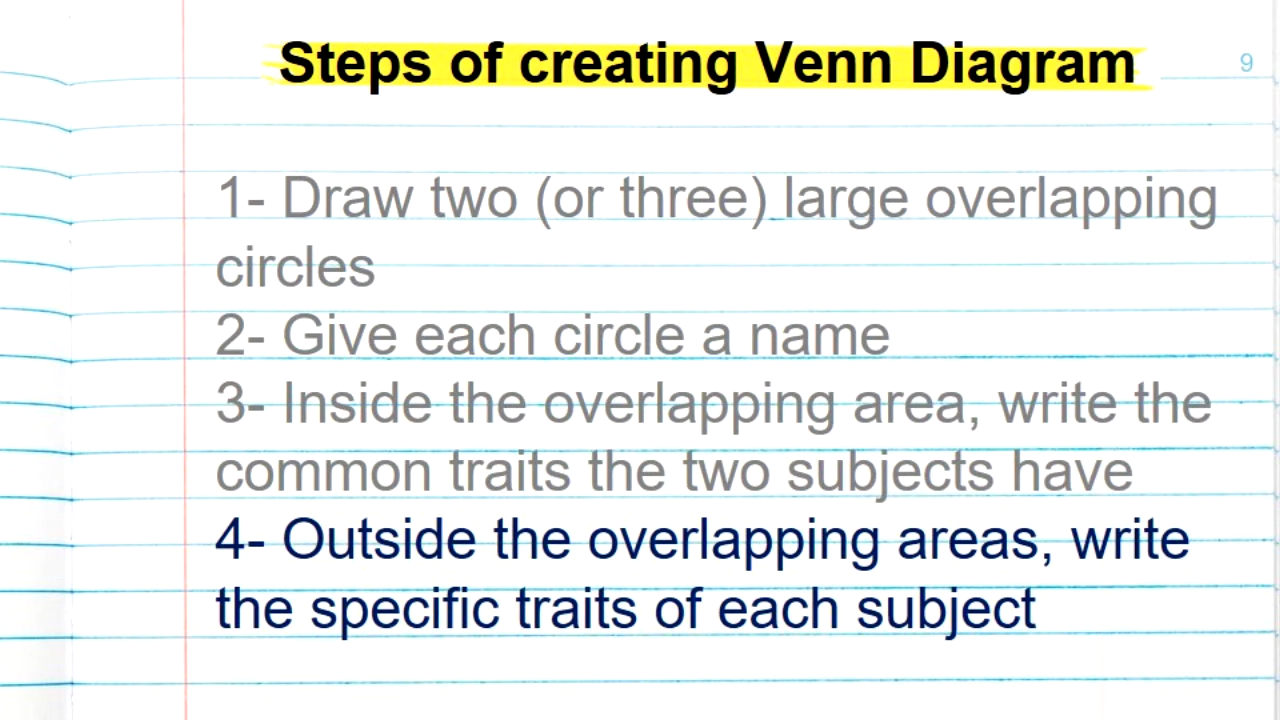 Steps of creating Venn Diagram
9
1- Draw two (or three) large overlapping
circles
2- Give each circle a name
3- Inside the overlapping area, write the
common traits the two subjects have
4- Outside the overlapping areas, write
the specific traits of each subject